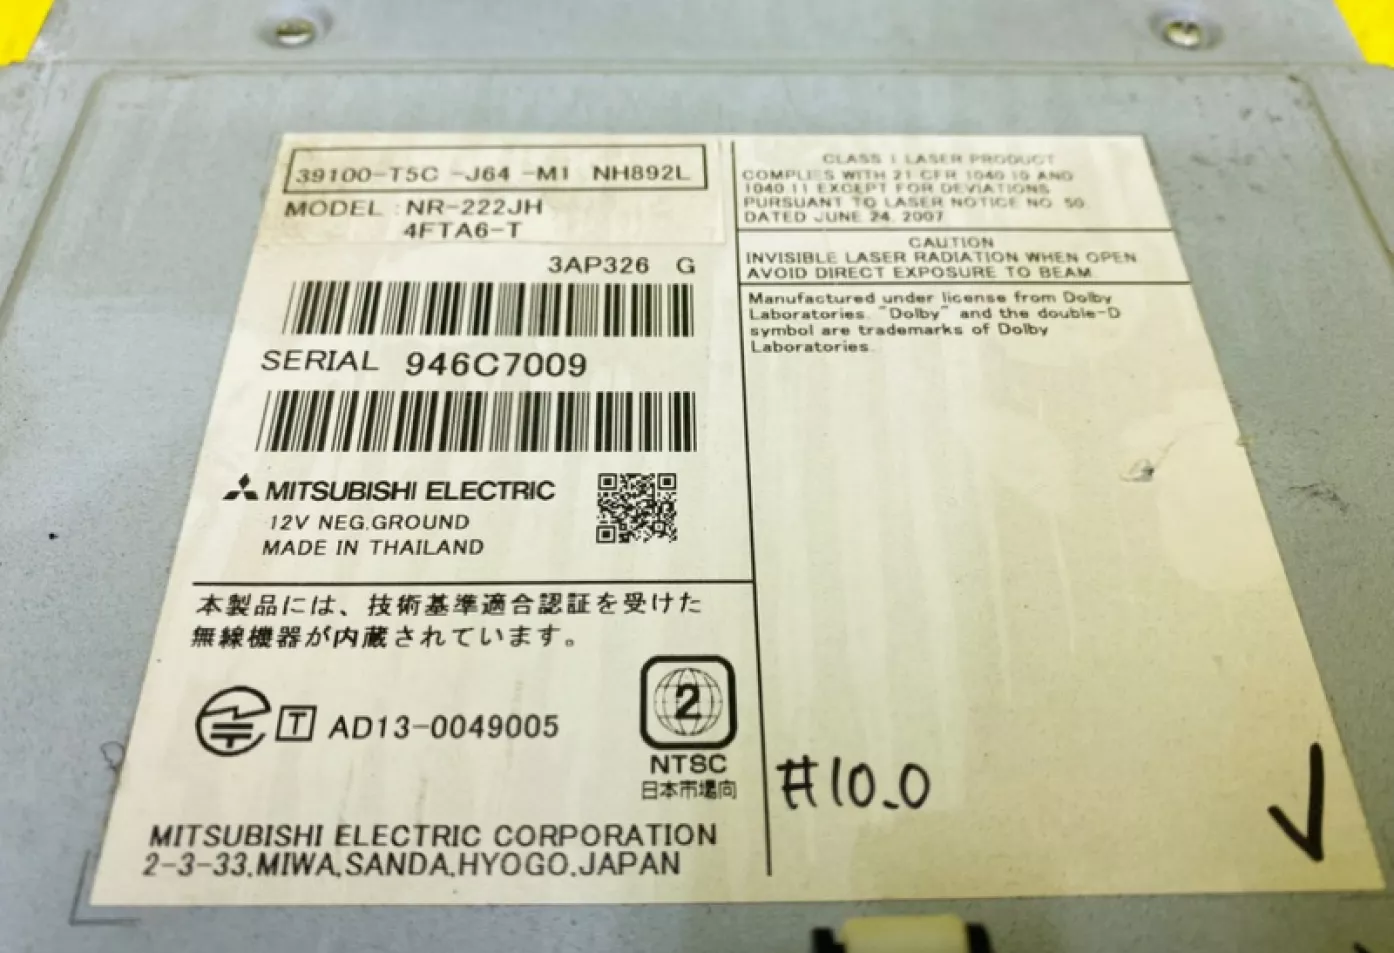 39100-T5C -J64 -M1 NH892L
MODEL : NR-222JH
4FTA6-T
3AP326 G
SERIAL 946C7009
MITSUBISHI ELECTRIC
12V NEG.GROUND
MADE IN THAILAND
本製品には、技術基準適合認証を受けた
無線機器が内蔵されています。
T AD13-0049005
2
NTSC
日本市場向
MITSUBISHI ELECTRIC CORPORATION
2-3-33,MIWA,SANDA,HYOGO,JAPAN
CLASS 1 LASER PRODUCT
COMPLIES WITH 21 CFR 1040.10 AND
1040.11 EXCEPT FOR DEVIATIONS
PURSUANT TO LASER NOTICE NO. 50,
DATED JUNE 24, 2007
CAUTION
INVISIBLE LASER RADIATION WHEN OPEN
AVOID DIRECT EXPOSURE TO BEAM.
Manufactured under license from Dolby
Laboratories. "Dolby" and the double-D
symbol are trademarks of Dolby
Laboratories.
#10.0